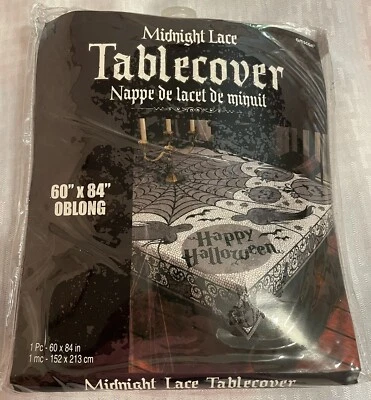 Midnight Lace
Tablecover
Nappe de lacet de minuit
60" x 84"
OBLONG
Happy
Halloween
1 Pc - 60 x 84 in
1 mc - 152 x 213 cm
Midnight Lace Tablecover